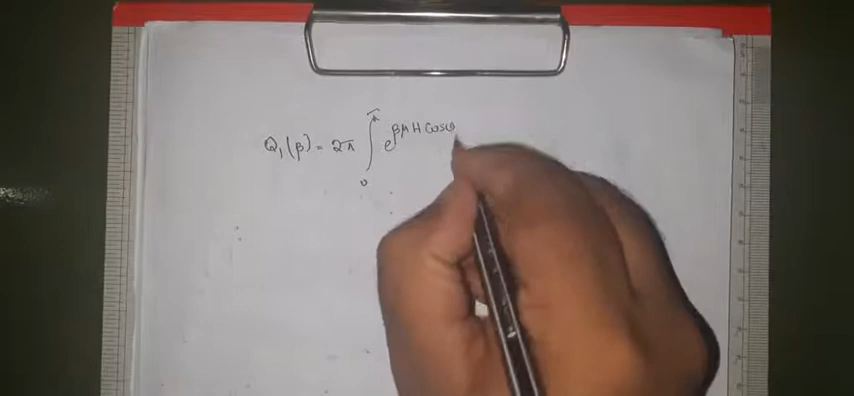 Q₁(β) = 2π ∫₀^π e^{βμH cosθ}